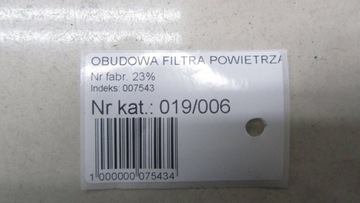 OBUDOWA FILTRA POWIETRZA
Nr fabr. 23%
Indeks: 007543
Nr kat.: 019/006
1 000000 075434